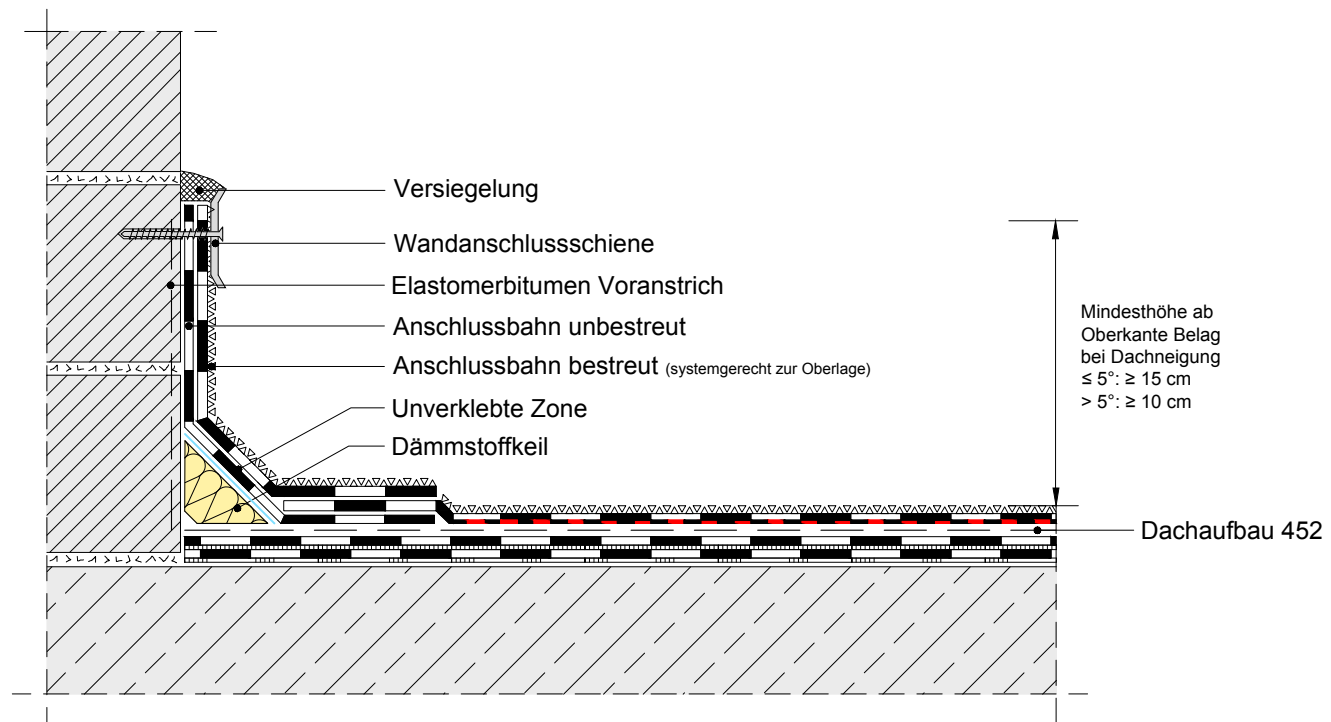 Versiegelung
Wandanschlussschiene
Elastomerbitumen Voranstrich
Anschlussbahn unbestreut
Anschlussbahn bestreut (systemgerecht zur Oberlage)
Unverklebte Zone
Dämmstoffkeil
Mindesthöhe ab
Oberkante Belag
bei Dachneigung
≤ 5°: ≥ 15 cm
> 5°: ≥ 10 cm
Dachaufbau 452